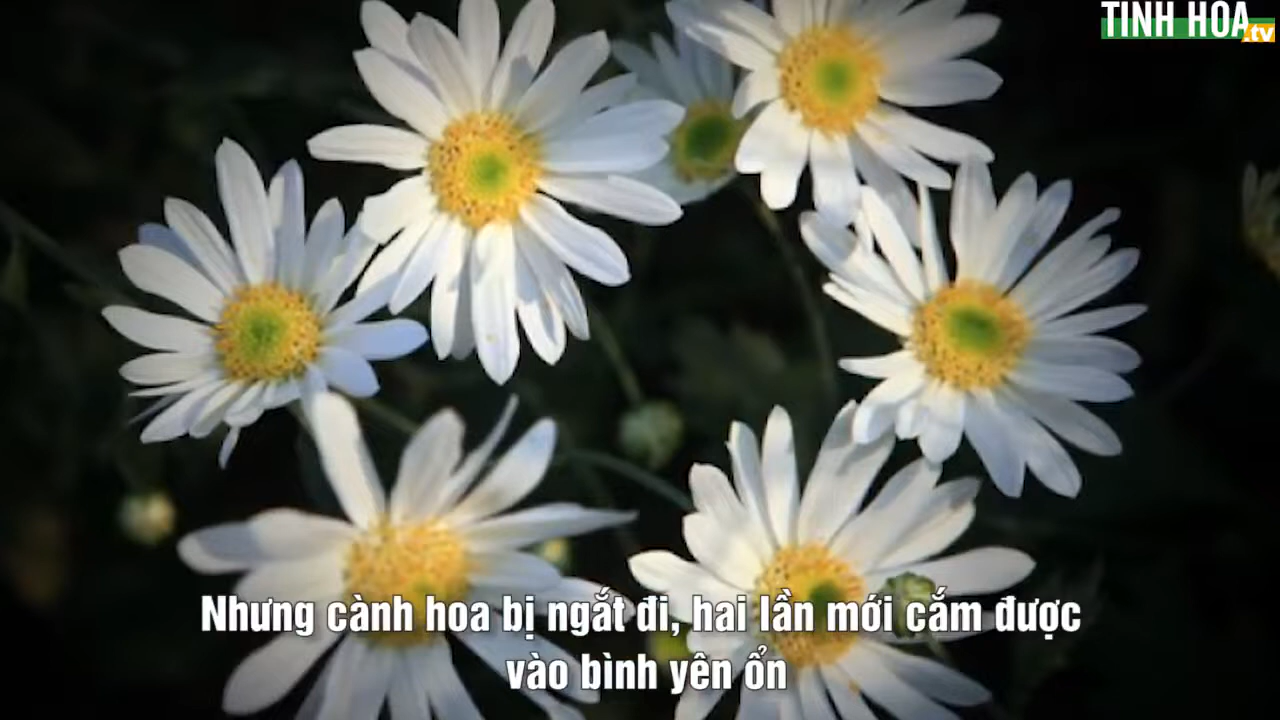 TINH HOA
.tv
Nhưng cành hoa bị ngắt đi, hai lần mới cắm được
vào bình yên ổn